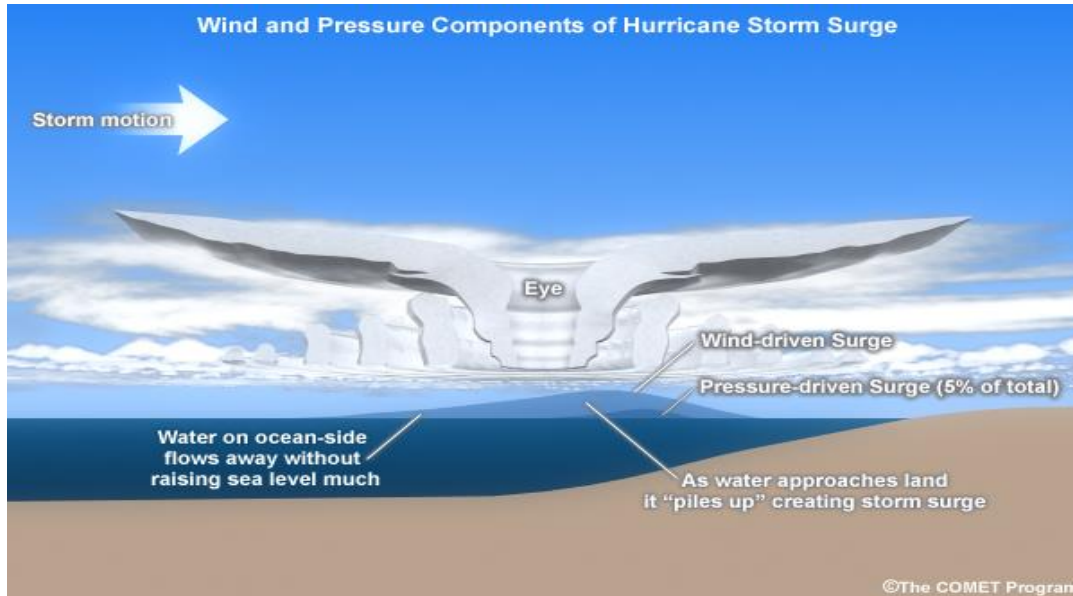 Wind and Pressure Components of Hurricane Storm Surge
Storm motion
Eye
Wind-driven Surge
Pressure-driven Surge (5% of total)
Water on ocean-side
flows away without
raising sea level much
As water approaches land
it “piles up” creating storm surge
©The COMET Program